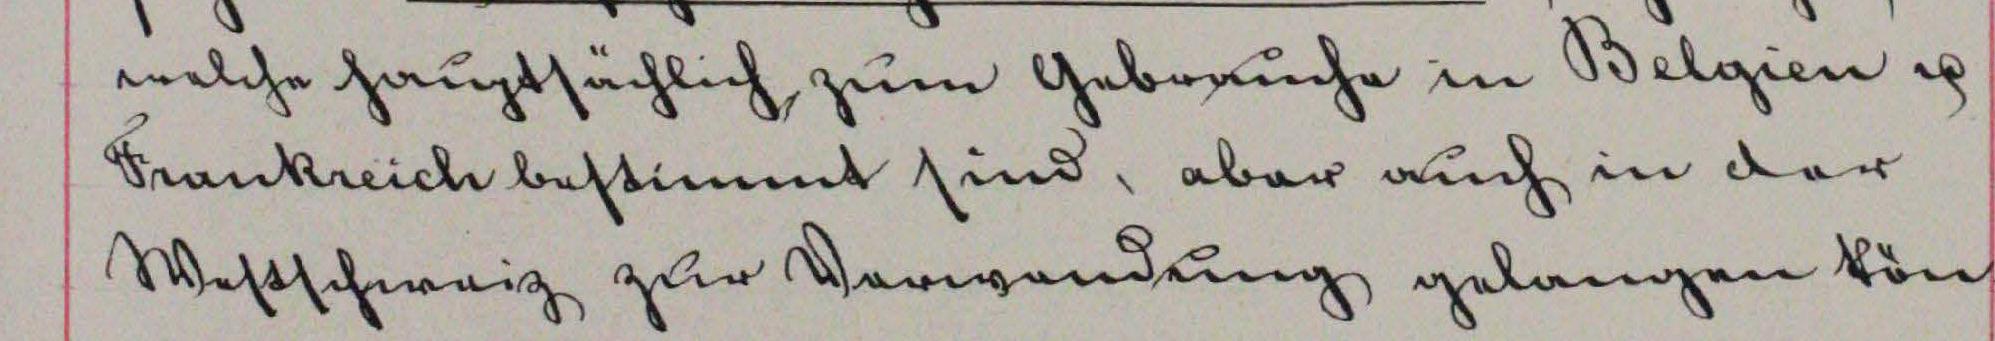 welche hauptsächlich zum Gebrauche in Belgien &
Frankreich bestimmt sind, aber auch in der
Westschweiz zur Verwendung gelangen kön